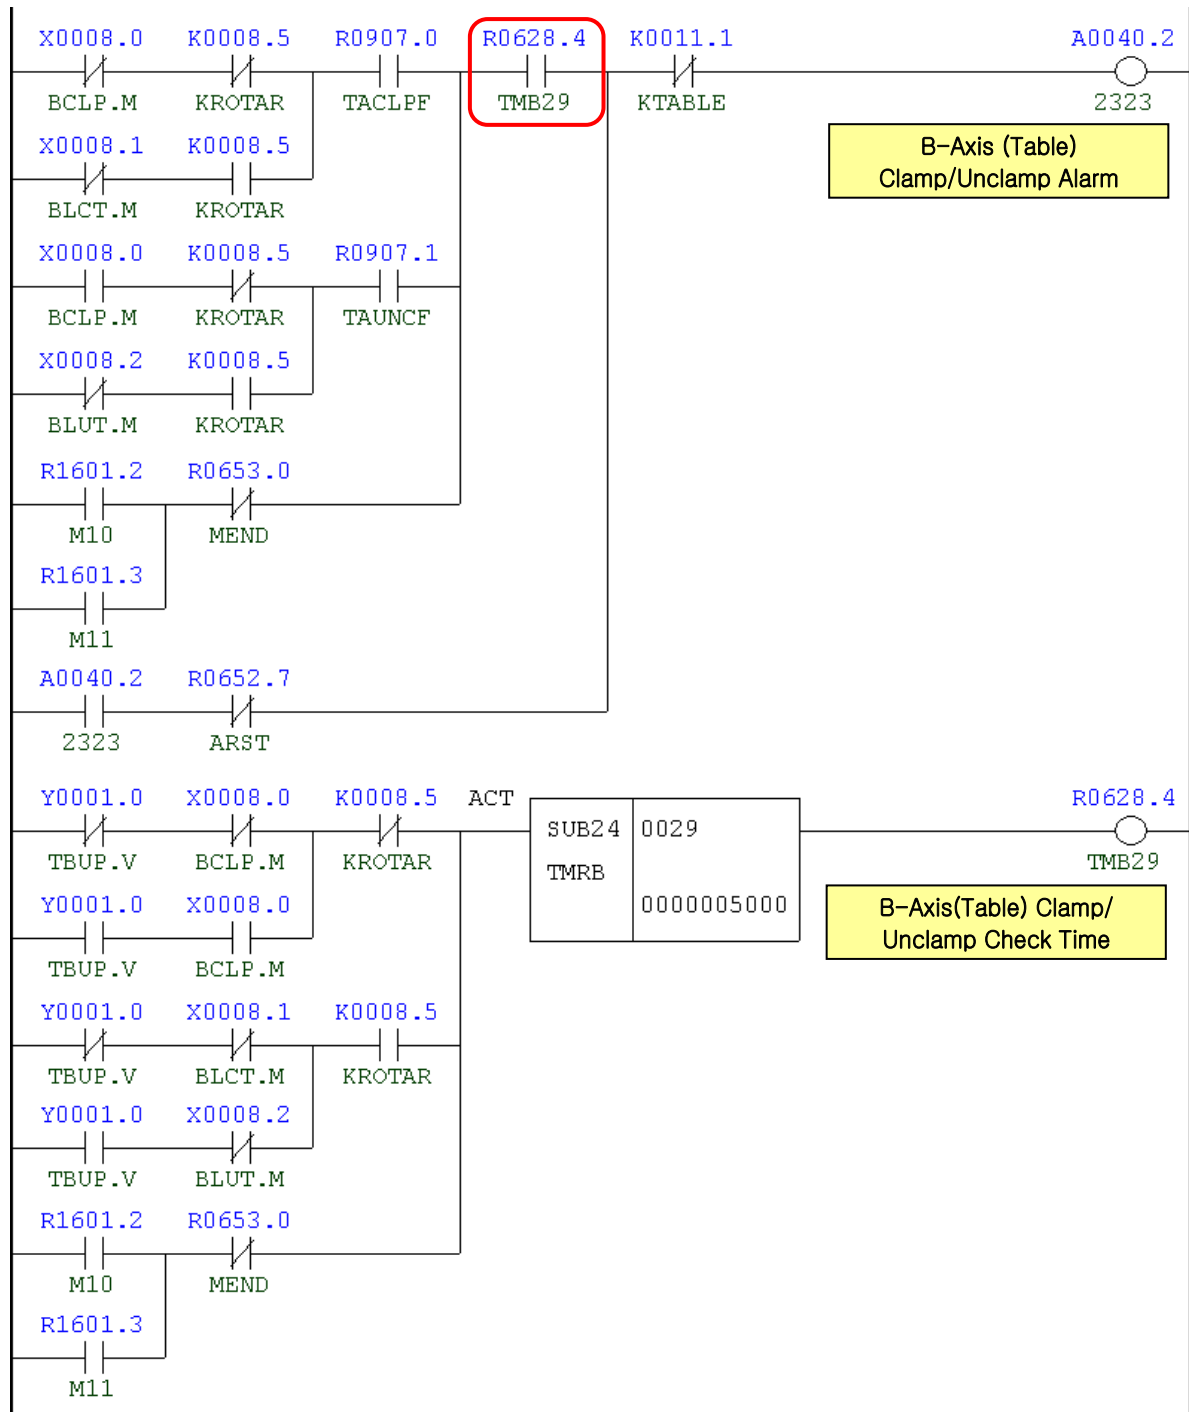 X0008.0 K0008.5 R0907.0 R0628.4 K0011.1 A0040.2
BCLP.M KROTAR TACLPF TMB29 KTABLE 2323
B-Axis (Table)
Clamp/Unclamp Alarm
X0008.1 K0008.5
BLCT.M KROTAR
X0008.0 K0008.5 R0907.1
BCLP.M KROTAR TAUNCF
X0008.2 K0008.5
BLUT.M KROTAR
R1601.2 R0653.0
M10 MEND
R1601.3
M11
A0040.2 R0652.7
2323 ARST
Y0001.0 X0008.0 K0008.5 ACT R0628.4
SUB24 0029
TBUP.V BCLP.M KROTAR TMRB TMB29
0000005000
B-Axis(Table) Clamp/
Unclamp Check Time
Y0001.0 X0008.0
TBUP.V BCLP.M
Y0001.0 X0008.1 K0008.5
TBUP.V BLCT.M KROTAR
Y0001.0 X0008.2
TBUP.V BLUT.M
R1601.2 R0653.0
M10 MEND
R1601.3
M11